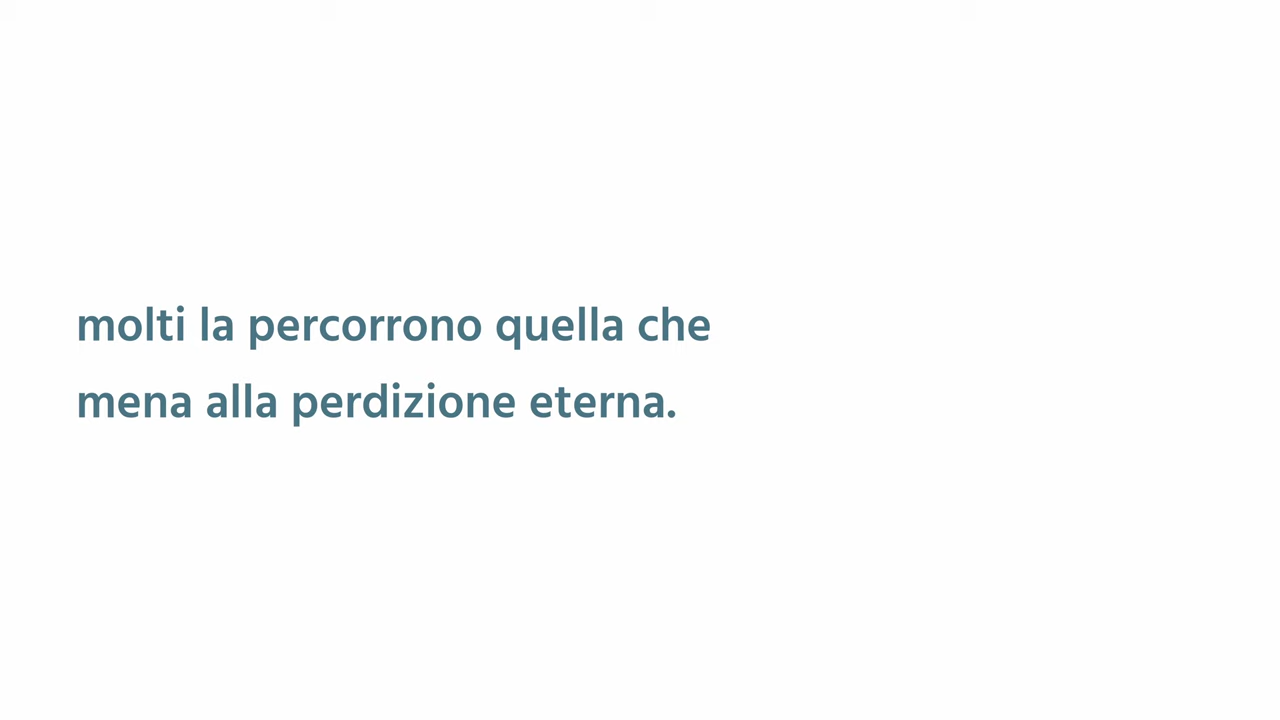 molti la percorrono quella che
mena alla perdizione eterna.